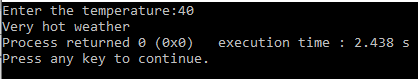 Enter the temperature:40
Very hot weather
Process returned 0 (0x0)   execution time : 2.438 s
Press any key to continue.